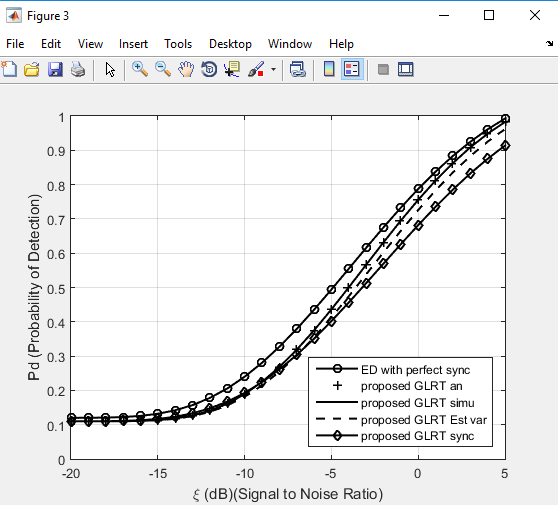 Figure 3
File Edit View Insert Tools Desktop Window Help
1
0.9
0.8
0.7
0.6
0.5
0.4
0.3
0.2
0.1
0
Pd (Probability of Detection)
ED with perfect sync
proposed GLRT an
proposed GLRT simu
proposed GLRT Est var
proposed GLRT sync
-20 -15 -10 -5 0 5
ξ (dB)(Signal to Noise Ratio)